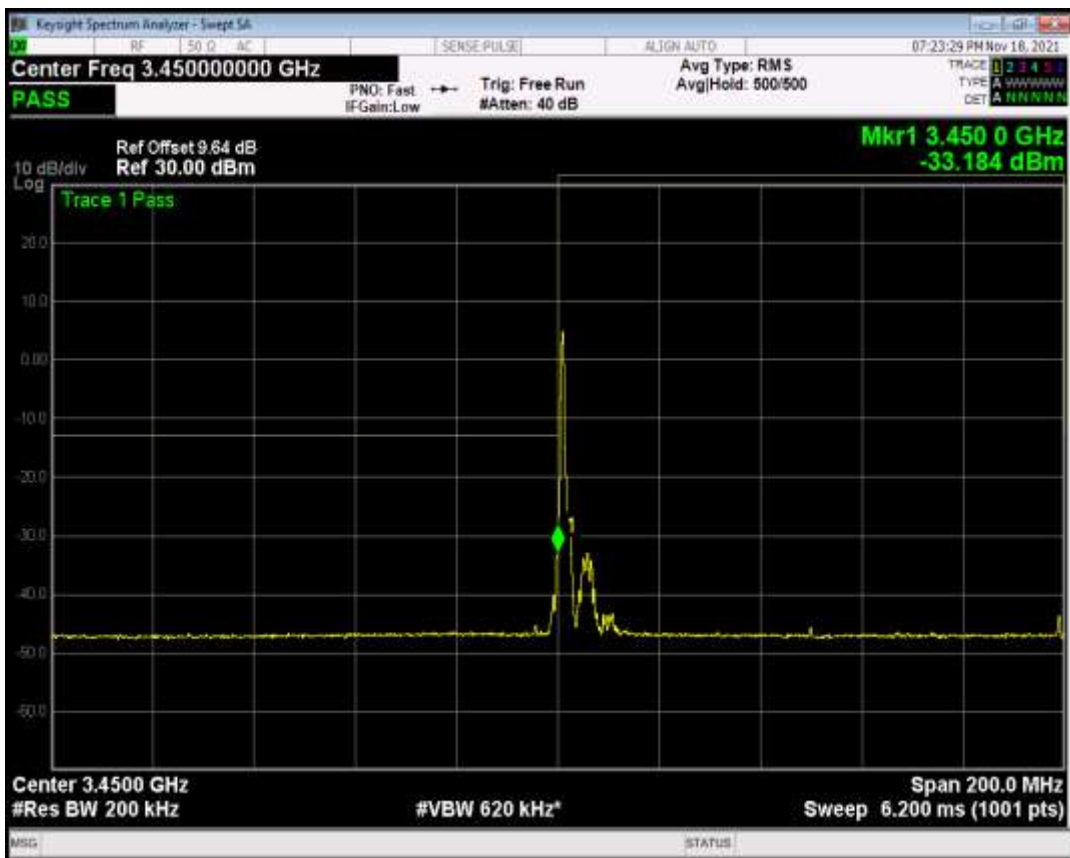 Keysight Spectrum Analyzer - Swept SA
RF 50 Ω AC SENSE:PULSE ALIGN AUTO 07:23:29 PM Nov 18, 2021
Center Freq 3.450000000 GHz
PASS
PNO: Fast
IFGain:Low
Trig: Free Run
#Atten: 40 dB
Avg Type: RMS
Avg|Hold: 500/500
TRACE 1 2 3 4 5
TYPE A WWWWW
DET A N N N N N
Mkr1 3.450 0 GHz
-33.184 dBm
Ref Offset 9.64 dB
10 dB/div Ref 30.00 dBm
Log
Trace 1 Pass
20.0
10.0
0.00
-10.0
-20.0
-30.0
-40.0
-50.0
-60.0
Center 3.4500 GHz Span 200.0 MHz
#Res BW 200 kHz #VBW 620 kHz* Sweep 6.200 ms (1001 pts)
MSG STATUS